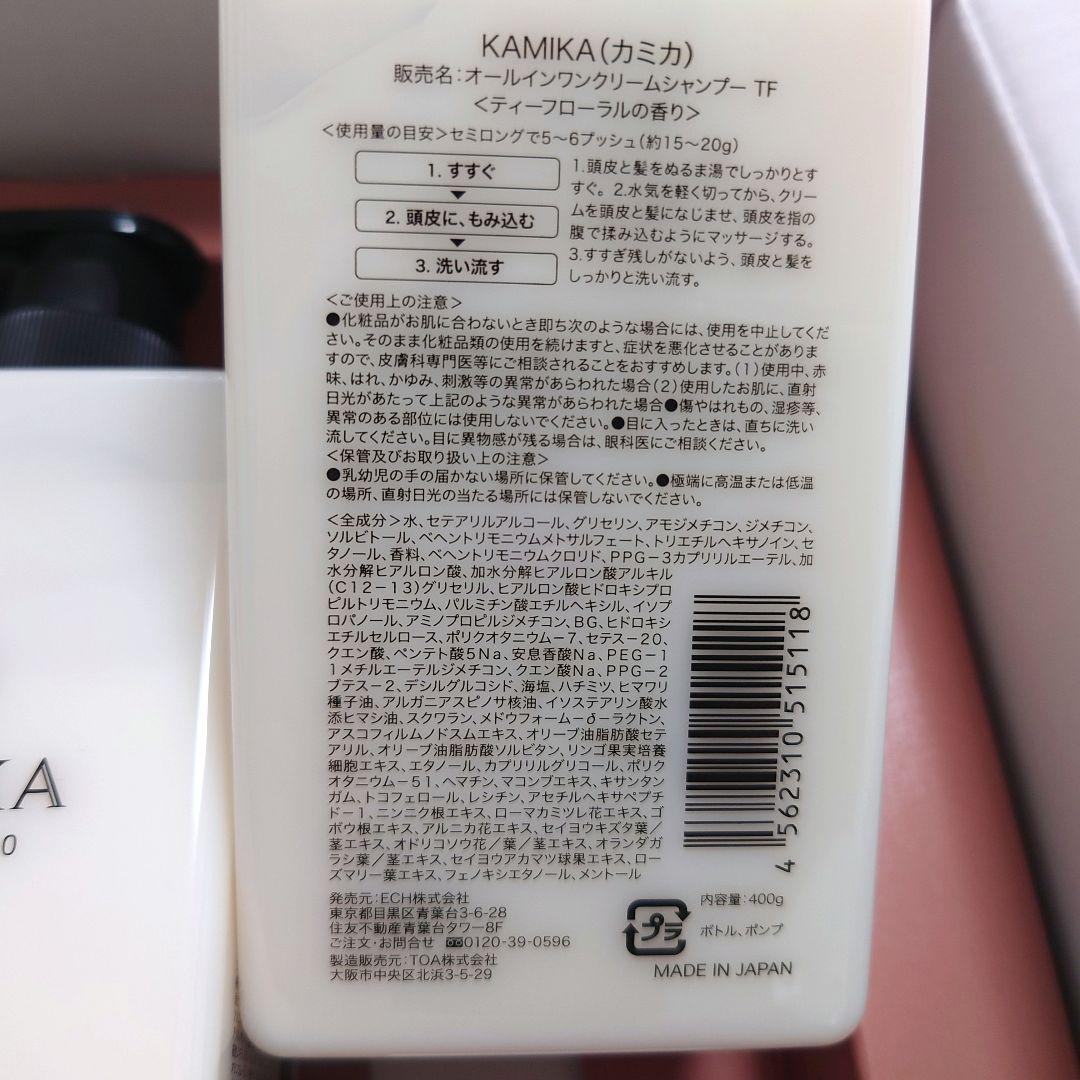 KAMIKA(カミカ)
販売名:オールインワンクリームシャンプー TF
<ティーフローラルの香り>
<使用量の目安>セミロングで5〜6プッシュ(約15〜20g)
1. すすぐ
2. 頭皮に、もみ込む
3. 洗い流す
1.頭皮と髪をぬるま湯でしっかりとす
すぐ。2.水気を軽く切ってから、クリー
ムを頭皮と髪になじませ、頭皮を指の
腹で揉み込むようにマッサージする。
3.すすぎ残しがないよう、頭皮と髪を
しっかりと洗い流す。
<ご使用上の注意>
●化粧品がお肌に合わないとき即ち次のような場合には、使用を中止してくだ
さい。そのまま化粧品類の使用を続けますと、症状を悪化させることがありま
すので、皮膚科専門医等にご相談されることをおすすめします。(1)使用中、赤
味、はれ、かゆみ、刺激等の異常があらわれた場合(2)使用したお肌に、直射
日光があたって上記のような異常があらわれた場合●傷やはれもの、湿疹等、
異常のある部位には使用しないでください。●目に入ったときは、直ちに洗い
流してください。目に異物感が残る場合は、眼科医にご相談ください。
<保管及びお取り扱い上の注意>
●乳幼児の手の届かない場所に保管してください。●極端に高温または低温
の場所、直射日光の当たる場所には保管しないでください。
<全成分>水、セテアリルアルコール、グリセリン、アモジメチコン、ジメチコン、
ソルビトール、ベヘントリモニウムメトサルフェート、トリエチルヘキサノイン、セ
タノール、香料、ベヘントリモニウムクロリド、PPG-3カプリリルエーテル、加
水分解ヒアルロン酸、加水分解ヒアルロン酸アルキル
(C12-13)グリセリル、ヒアルロン酸ヒドロキシプロ
ピルトリモニウム、パルミチン酸エチルヘキシル、イソプ
ロパノール、アミノプロピルジメチコン、BG、ヒドロキシ
エチルセルロース、ポリクオタニウム-7、セテス-20、
クエン酸、ペンテト酸5Na、安息香酸Na、PEG-1
1メチルエーテルジメチコン、クエン酸Na、PPG-2
ブテス-2、デシルグルコシド、海塩、ハチミツ、ヒマワリ
種子油、アルガニアスピノサ核油、イソステアリン酸水
添ヒマシ油、スクワラン、メドウフォーム-δ-ラクトン、
アスコフィルムノドスムエキス、オリーブ油脂肪酸セテ
アリル、オリーブ油脂肪酸ソルビタン、リンゴ果実培養
細胞エキス、エタノール、カプリリルグリコール、ポリク
オタニウム-51、ヘマチン、マコンブエキス、キサンタン
ガム、トコフェロール、レシチン、アセチルヘキサペプチ
ド-1、ニンニク根エキス、ローマカミツレ花エキス、ゴ
ボウ根エキス、アルニカ花エキス、セイヨウキズタ葉/
茎エキス、オドリコソウ花/葉/茎エキス、オランダガ
ラシ葉/茎エキス、セイヨウアカマツ球果エキス、ロー
ズマリー葉エキス、フェノキシエタノール、メントール
4 562310 515118
発売元:ECH株式会社
東京都目黒区青葉台3-6-28
住友不動産青葉台タワー8F
ご注文・お問合せ 0120-39-0596
製造販売元:TOA株式会社
大阪市中央区北浜3-5-29
プラ
内容量:400g
ボトル、ポンプ
MADE IN JAPAN
KA
0